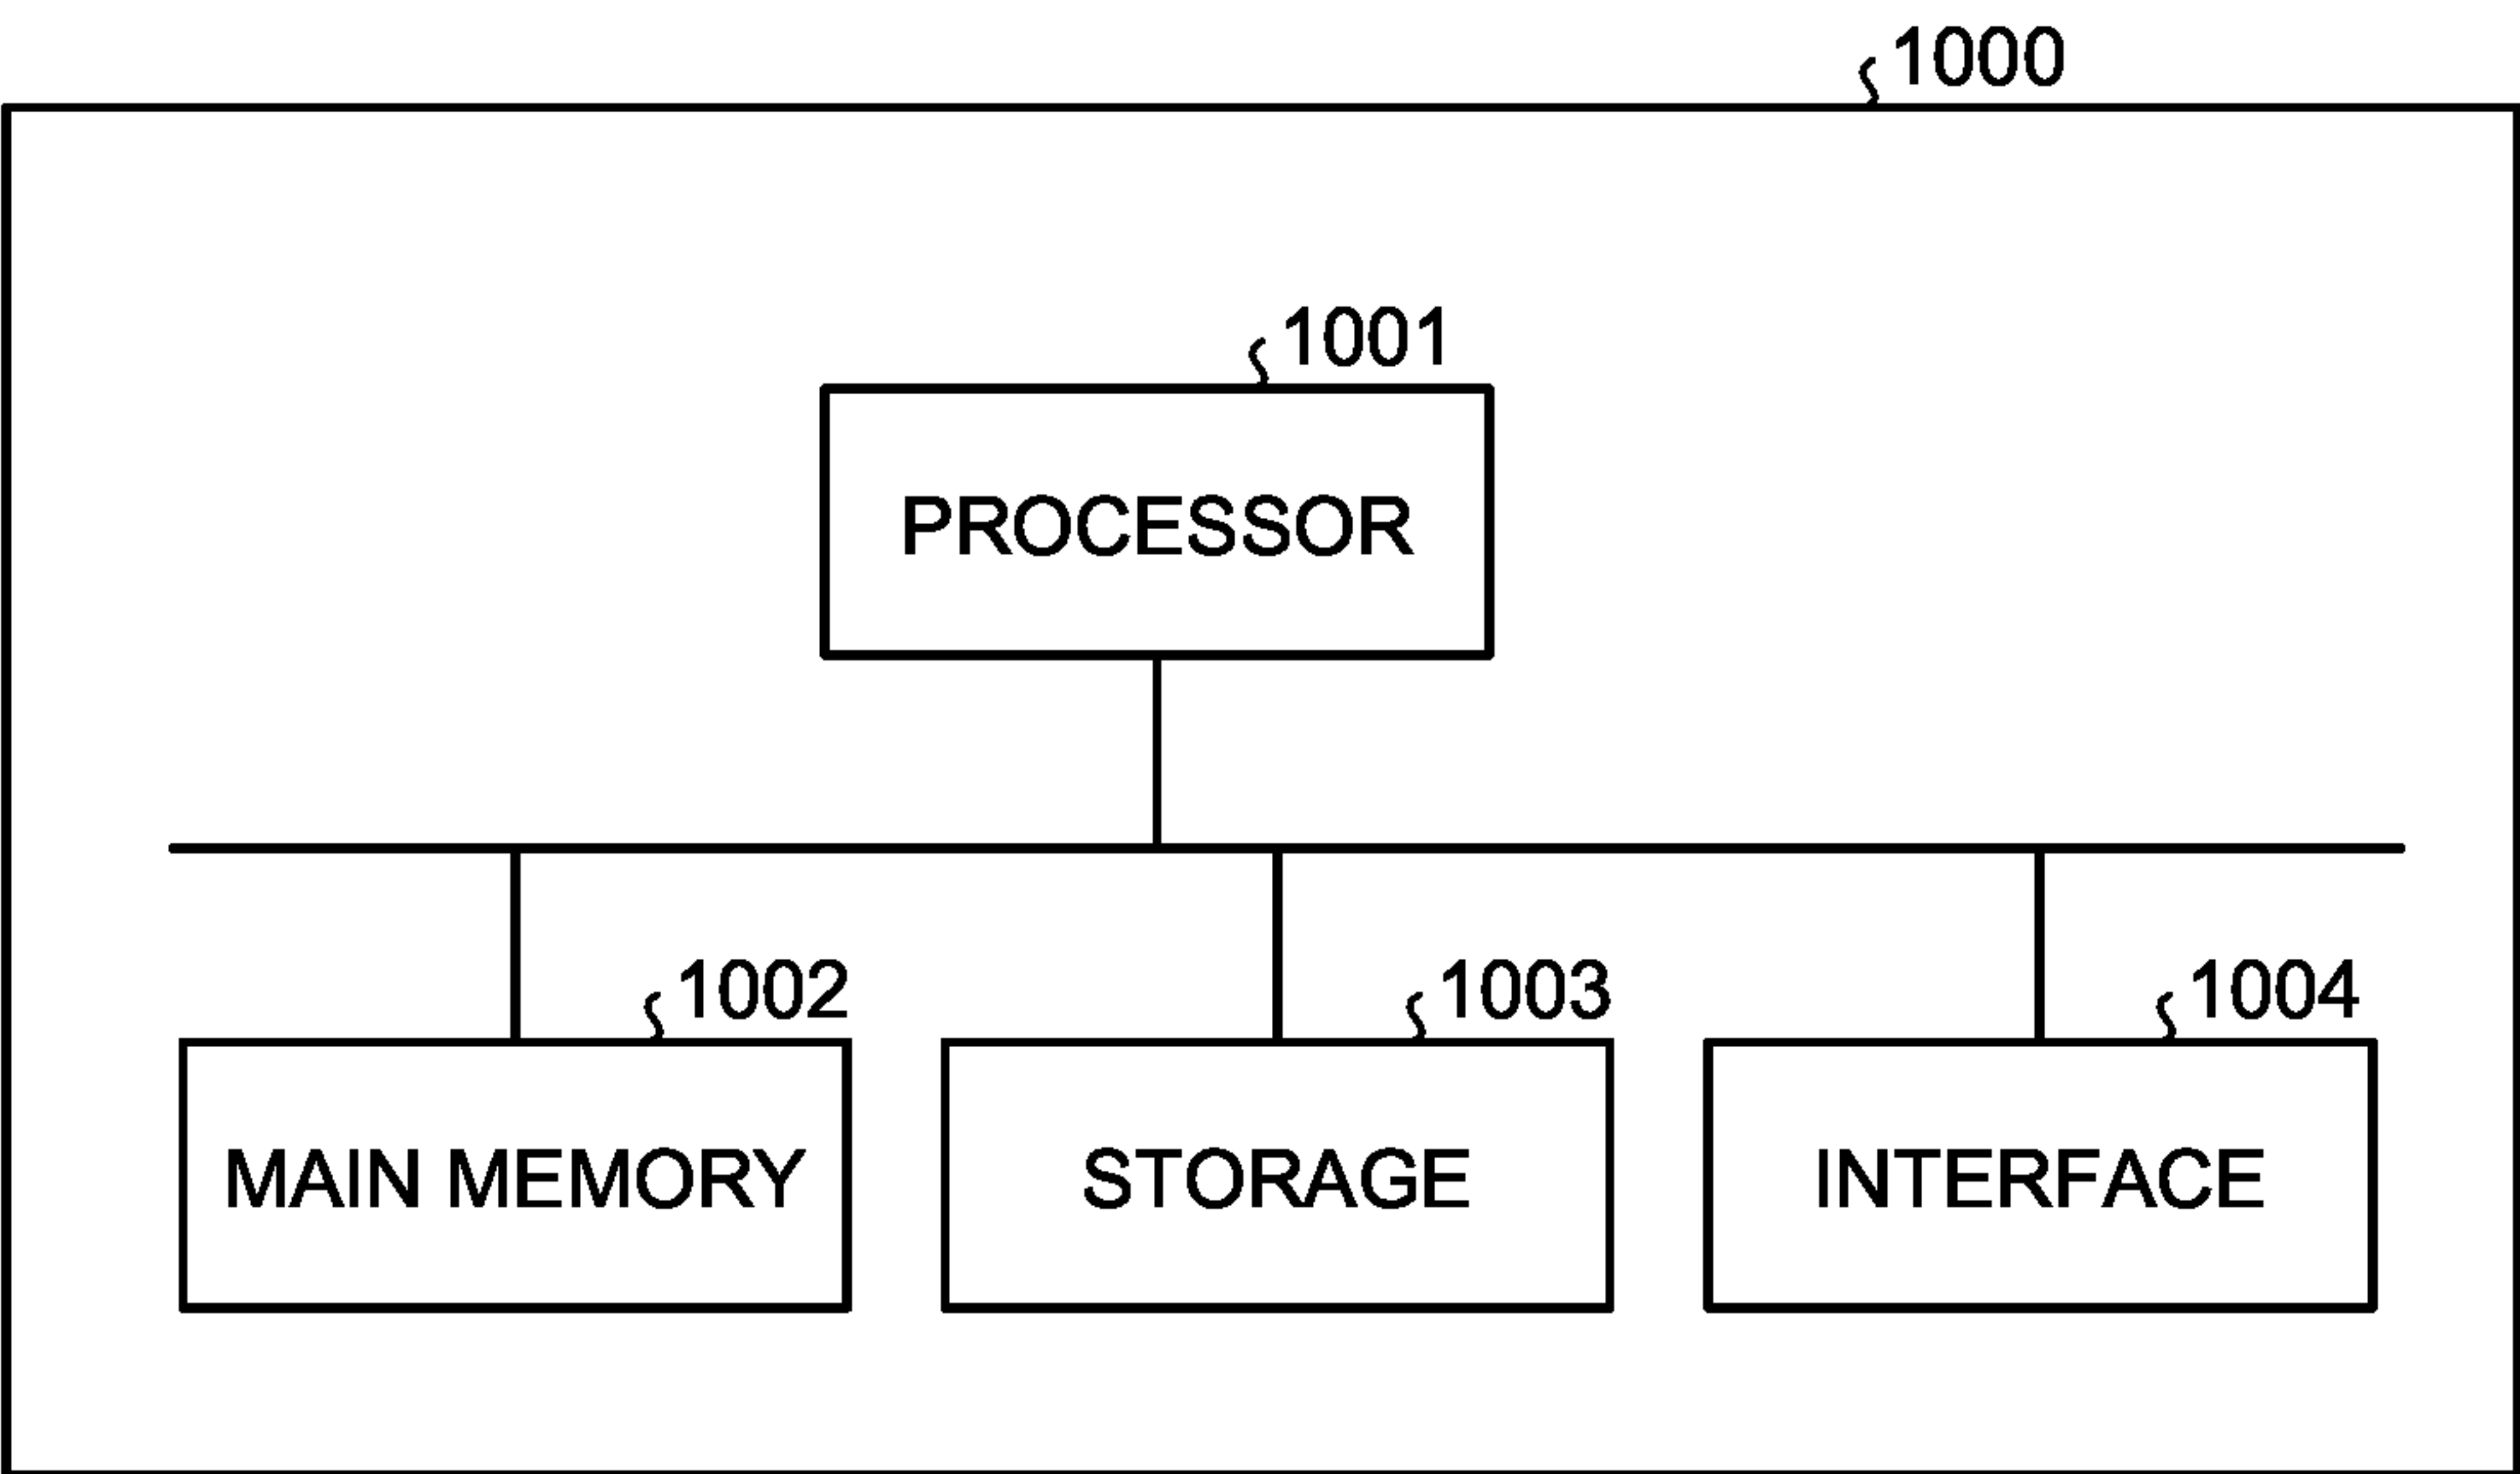 1000
1001
PROCESSOR
1002
1003
1004
MAIN MEMORY
STORAGE
INTERFACE